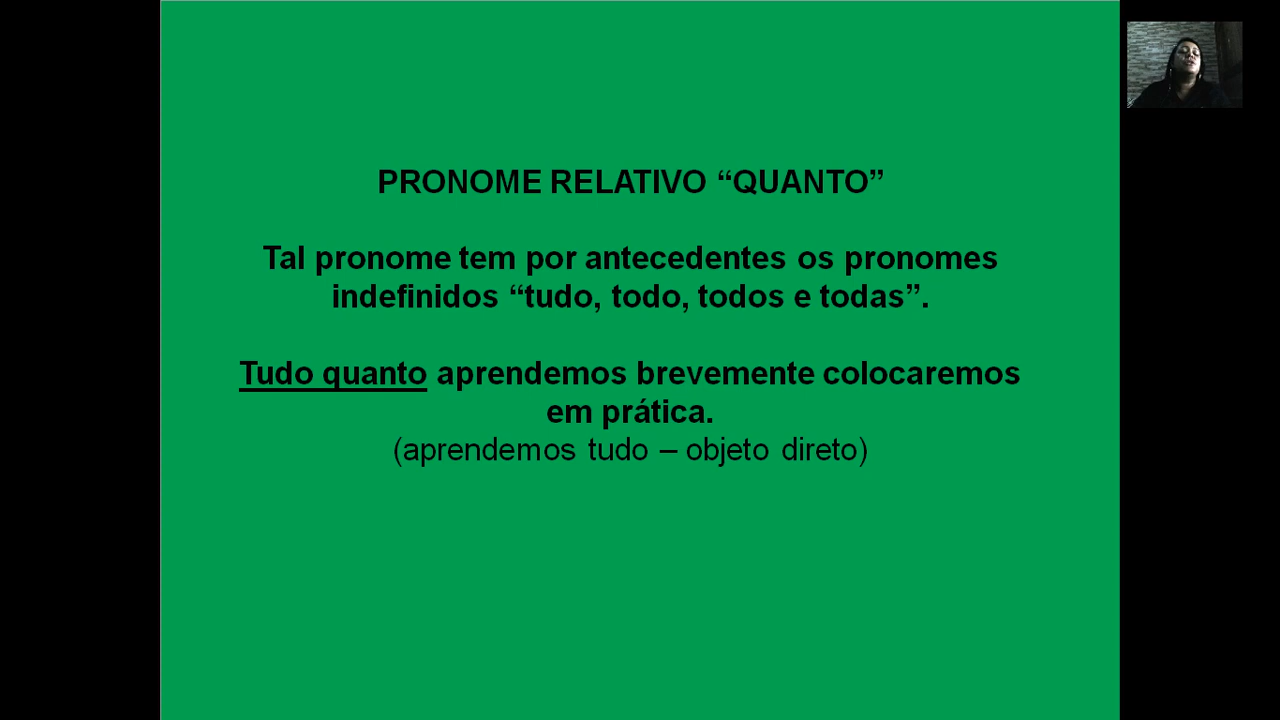 PRONOME RELATIVO “QUANTO”
Tal pronome tem por antecedentes os pronomes
indefinidos “tudo, todo, todos e todas”.
Tudo quanto aprendemos brevemente colocaremos
em prática.
(aprendemos tudo – objeto direto)